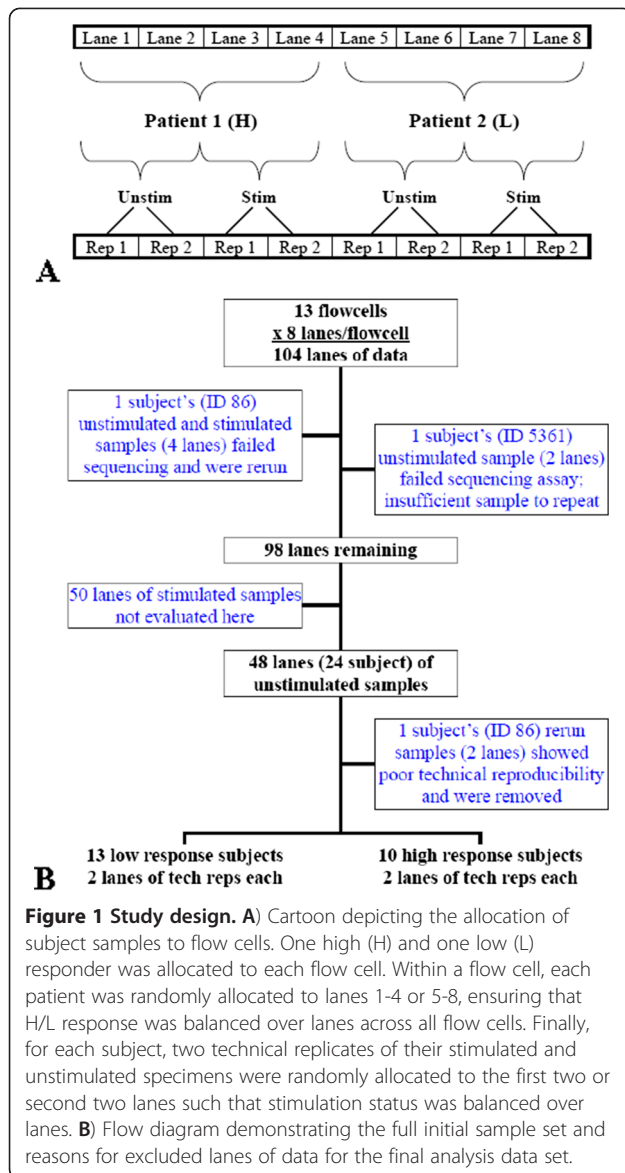 Lane 1 Lane 2 Lane 3 Lane 4 Lane 5 Lane 6 Lane 7 Lane 8
Patient 1 (H) Patient 2 (L)
Unstim Stim Unstim Stim
Rep 1 Rep 2 Rep 1 Rep 2 Rep 1 Rep 2 Rep 1 Rep 2
A
13 flowcells
x 8 lanes/flowcell
104 lanes of data
1 subject's (ID 86)
unstimulated and stimulated
samples (4 lanes) failed
sequencing and were rerun
1 subject's (ID 5361)
unstimulated sample (2 lanes)
failed sequencing assay;
insufficient sample to repeat
98 lanes remaining
50 lanes of stimulated samples
not evaluated here
48 lanes (24 subject) of
unstimulated samples
1 subject's (ID 86) rerun
samples (2 lanes) showed
poor technical reproducibility
and were removed
13 low response subjects
2 lanes of tech reps each
10 high response subjects
2 lanes of tech reps each
B
Figure 1 Study design. A) Cartoon depicting the allocation of
subject samples to flow cells. One high (H) and one low (L)
responder was allocated to each flow cell. Within a flow cell, each
patient was randomly allocated to lanes 1-4 or 5-8, ensuring that
H/L response was balanced over lanes across all flow cells. Finally,
for each subject, two technical replicates of their stimulated and
unstimulated specimens were randomly allocated to the first two or
second two lanes such that stimulation status was balanced over
lanes. B) Flow diagram demonstrating the full initial sample set and
reasons for excluded lanes of data for the final analysis data set.